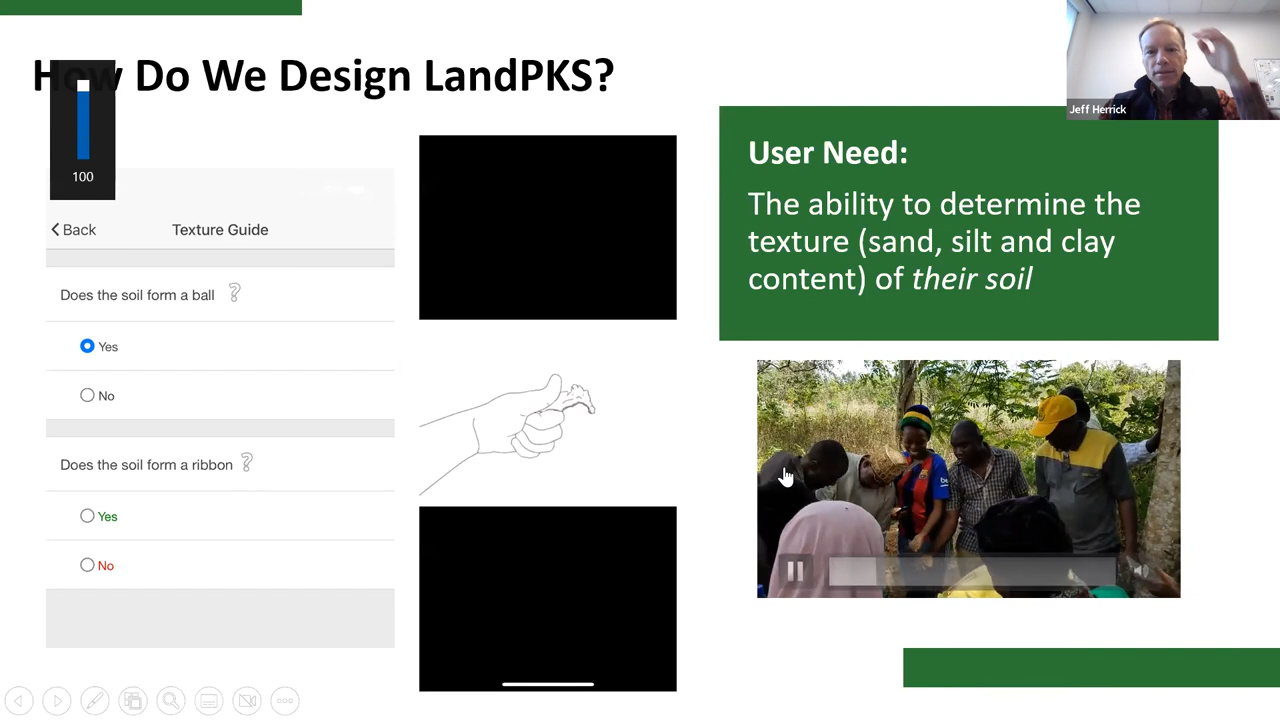 How Do We Design LandPKS?
Jeff Herrick
100
Back
Texture Guide
Does the soil form a ball ?
Yes
No
Does the soil form a ribbon ?
Yes
No
User Need:
The ability to determine the
texture (sand, silt and clay
content) of their soil
be